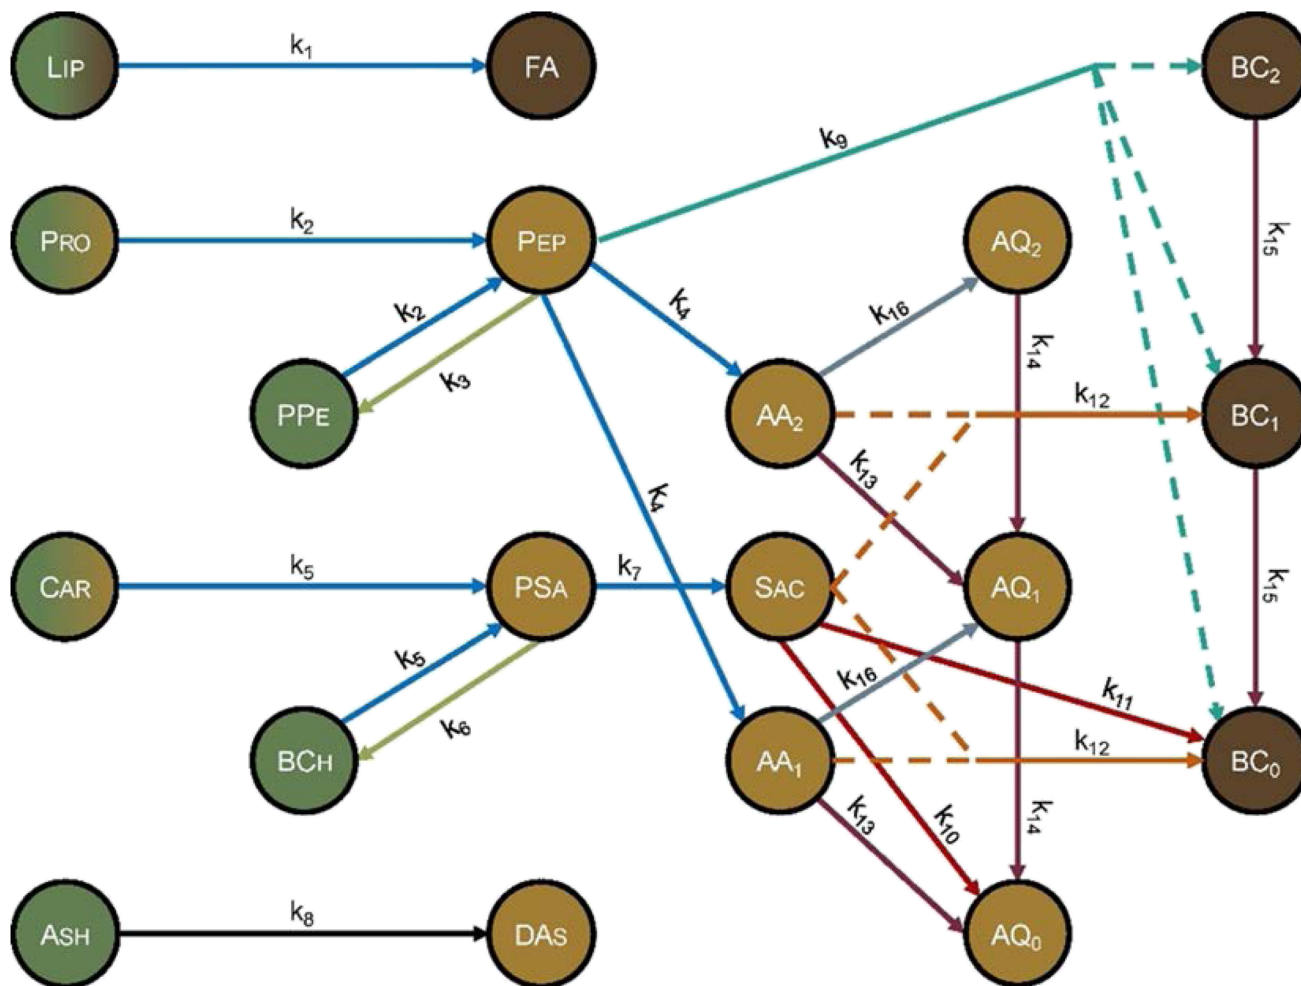 LIP
k1
FA
BC2
k9
PRO
k2
PEP
AQ2
k15
k2
k3
k4
k16
k14
PPE
AA2
k12
BC1
k13
k4
CAR
k5
PSA
k7
SAC
AQ1
k15
k5
k6
k16
k11
BCH
AA1
k12
BC0
k13
k10
k14
ASH
k8
DAS
AQ0